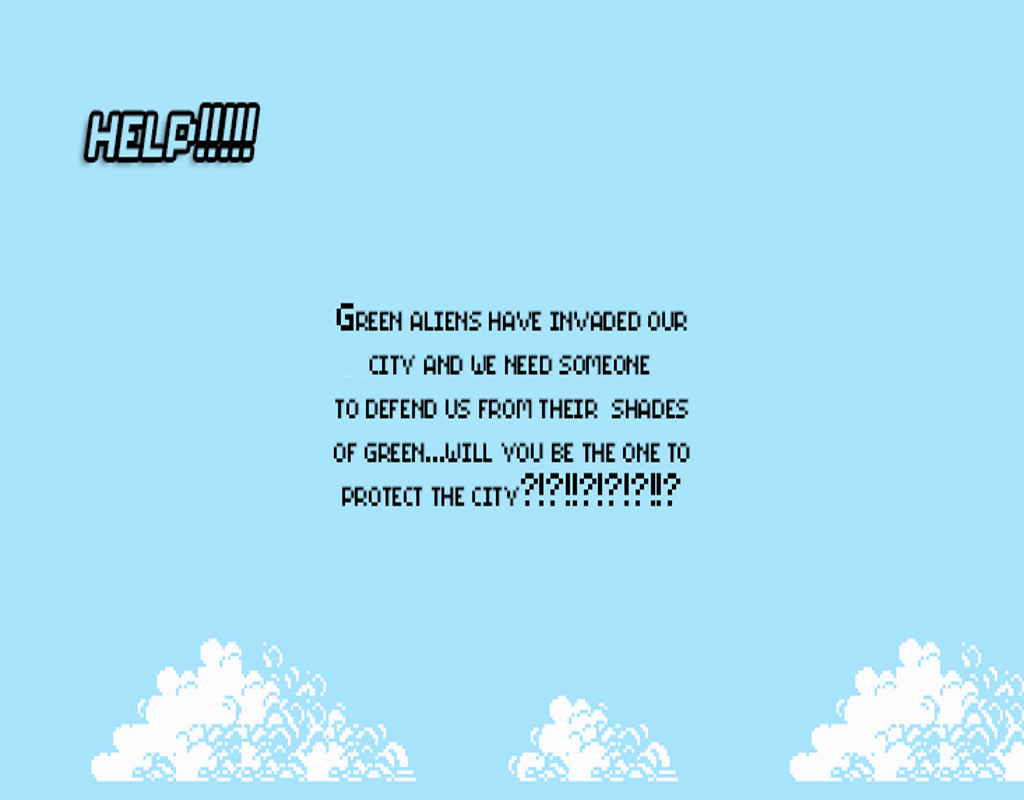 HELP!!!!!
GREEN ALIENS HAVE INVADED OUR
CITY AND WE NEED SOMEONE
TO DEFEND US FROM THEIR SHADES
OF GREEN...WILL YOU BE THE ONE TO
PROTECT THE CITY?!?!!?!?!?!!?